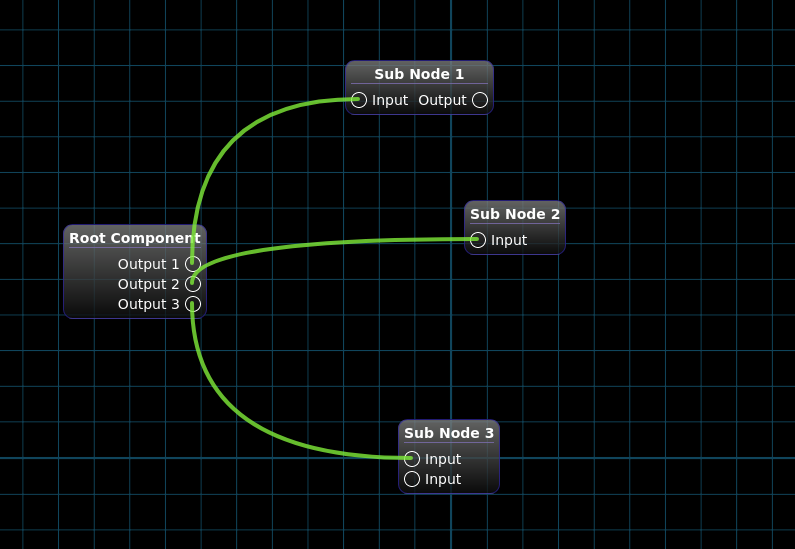 Sub Node 1
Input Output
Sub Node 2
Input
Root Component
Output 1
Output 2
Output 3
Sub Node 3
Input
Input